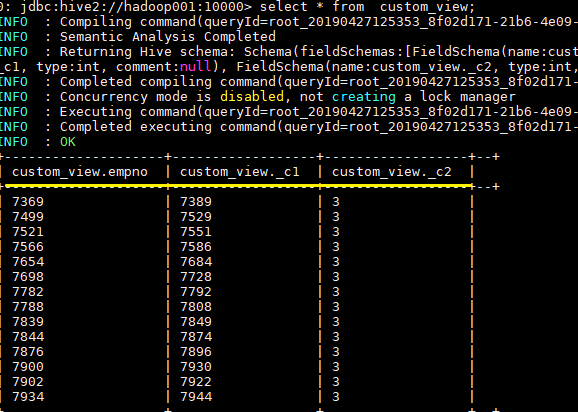 0: jdbc:hive2://hadoop001:10000> select * from  custom_view;
INFO  : Compiling command(queryId=root_20190427125353_8f02d171-21b6-4e09-
INFO  : Semantic Analysis Completed
INFO  : Returning Hive schema: Schema(fieldSchemas:[FieldSchema(name:cust
_c1, type:int, comment:null), FieldSchema(name:custom_view._c2, type:int,
INFO  : Completed compiling command(queryId=root_20190427125353_8f02d171-
INFO  : Concurrency mode is disabled, not creating a lock manager
INFO  : Executing command(queryId=root_20190427125353_8f02d171-21b6-4e09-
INFO  : Completed executing command(queryId=root_20190427125353_8f02d171-
INFO  : OK
+--------------------+------------------+------------------+--+
| custom_view.empno  | custom_view._c1  | custom_view._c2  |
+--------------------+------------------+------------------+--+
| 7369               | 7389             | 3                |
| 7499               | 7529             | 3                |
| 7521               | 7551             | 3                |
| 7566               | 7586             | 3                |
| 7654               | 7684             | 3                |
| 7698               | 7728             | 3                |
| 7782               | 7792             | 3                |
| 7788               | 7808             | 3                |
| 7839               | 7849             | 3                |
| 7844               | 7874             | 3                |
| 7876               | 7896             | 3                |
| 7900               | 7930             | 3                |
| 7902               | 7922             | 3                |
| 7934               | 7944             | 3                |
+--------------------+------------------+------------------+--+